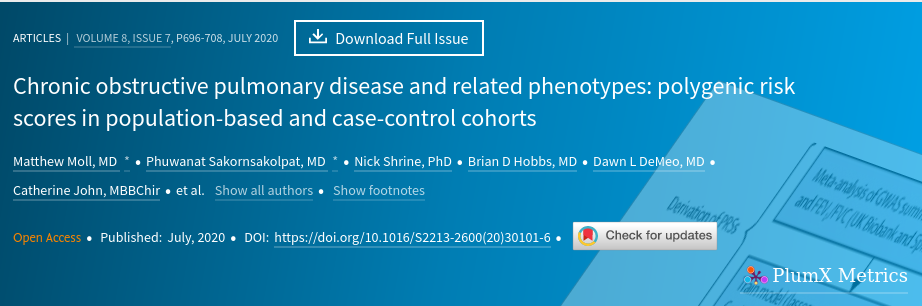 ARTICLES | VOLUME 8, ISSUE 7, P696-708, JULY 2020
Download Full Issue
Chronic obstructive pulmonary disease and related phenotypes: polygenic risk
scores in population-based and case-control cohorts
Matthew Moll, MD * • Phuwanat Sakornsakolpat, MD * • Nick Shrine, PhD • Brian D Hobbs, MD • Dawn L DeMeo, MD •
Catherine John, MBBChir • et al. Show all authors • Show footnotes
Open Access • Published: July, 2020 • DOI: https://doi.org/10.1016/S2213-2600(20)30101-6 •
Check for updates
Derivation of PRSs
Meta-analysis of GWAS
and FEV₁/FVC (UK Biobank and
PlumX Metrics